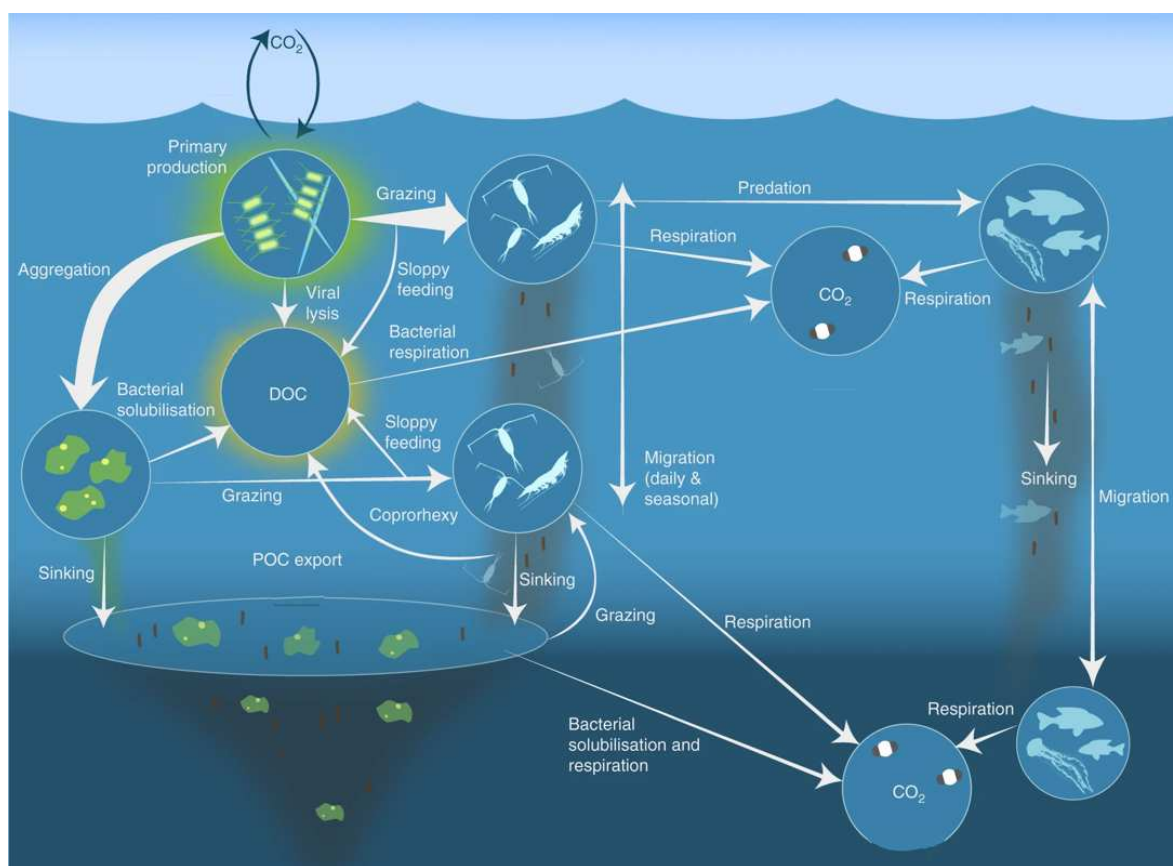 CO₂
Primary
production
Grazing
Predation
Respiration
Aggregation
Sloppy
feeding
Viral
lysis
Respiration
CO₂
Bacterial
respiration
DOC
Bacterial
solubilisation
Sloppy
feeding
Migration
(daily &
seasonal)
Sinking
Migration
Grazing
Coprorhexy
POC export
Sinking
Sinking
Grazing
Respiration
Respiration
Bacterial
solubilisation and
respiration
CO₂